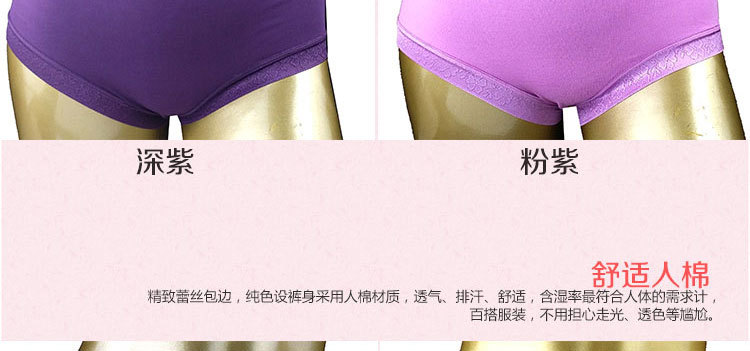 深紫
粉紫
舒适人棉
精致蕾丝包边，纯色设裤身采用人棉材质，透气、排汗、舒适，含湿率最符合人体的需求计，
百搭服装，不用担心走光、透色等尴尬。